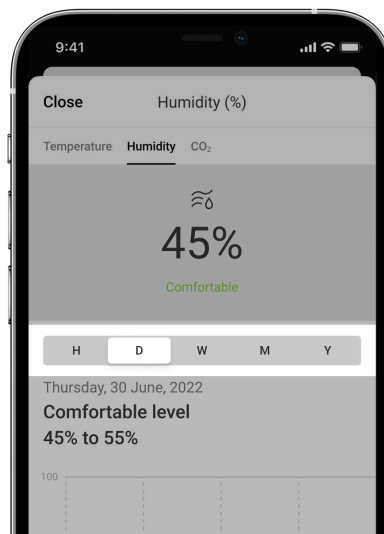 9:41
Close Humidity (%)
Temperature Humidity CO₂
45%
Comfortable
H D W M Y
Thursday, 30 June, 2022
Comfortable level
45% to 55%
100